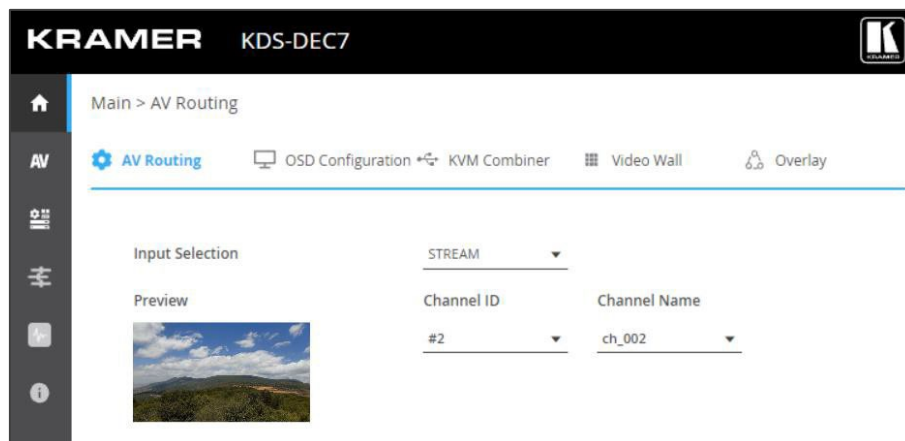 KRAMER KDS-DEC7 KRAMER
Main > AV Routing
AV AV Routing OSD Configuration KVM Combiner Video Wall Overlay
Input Selection STREAM
Preview Channel ID Channel Name
#2 ch_002